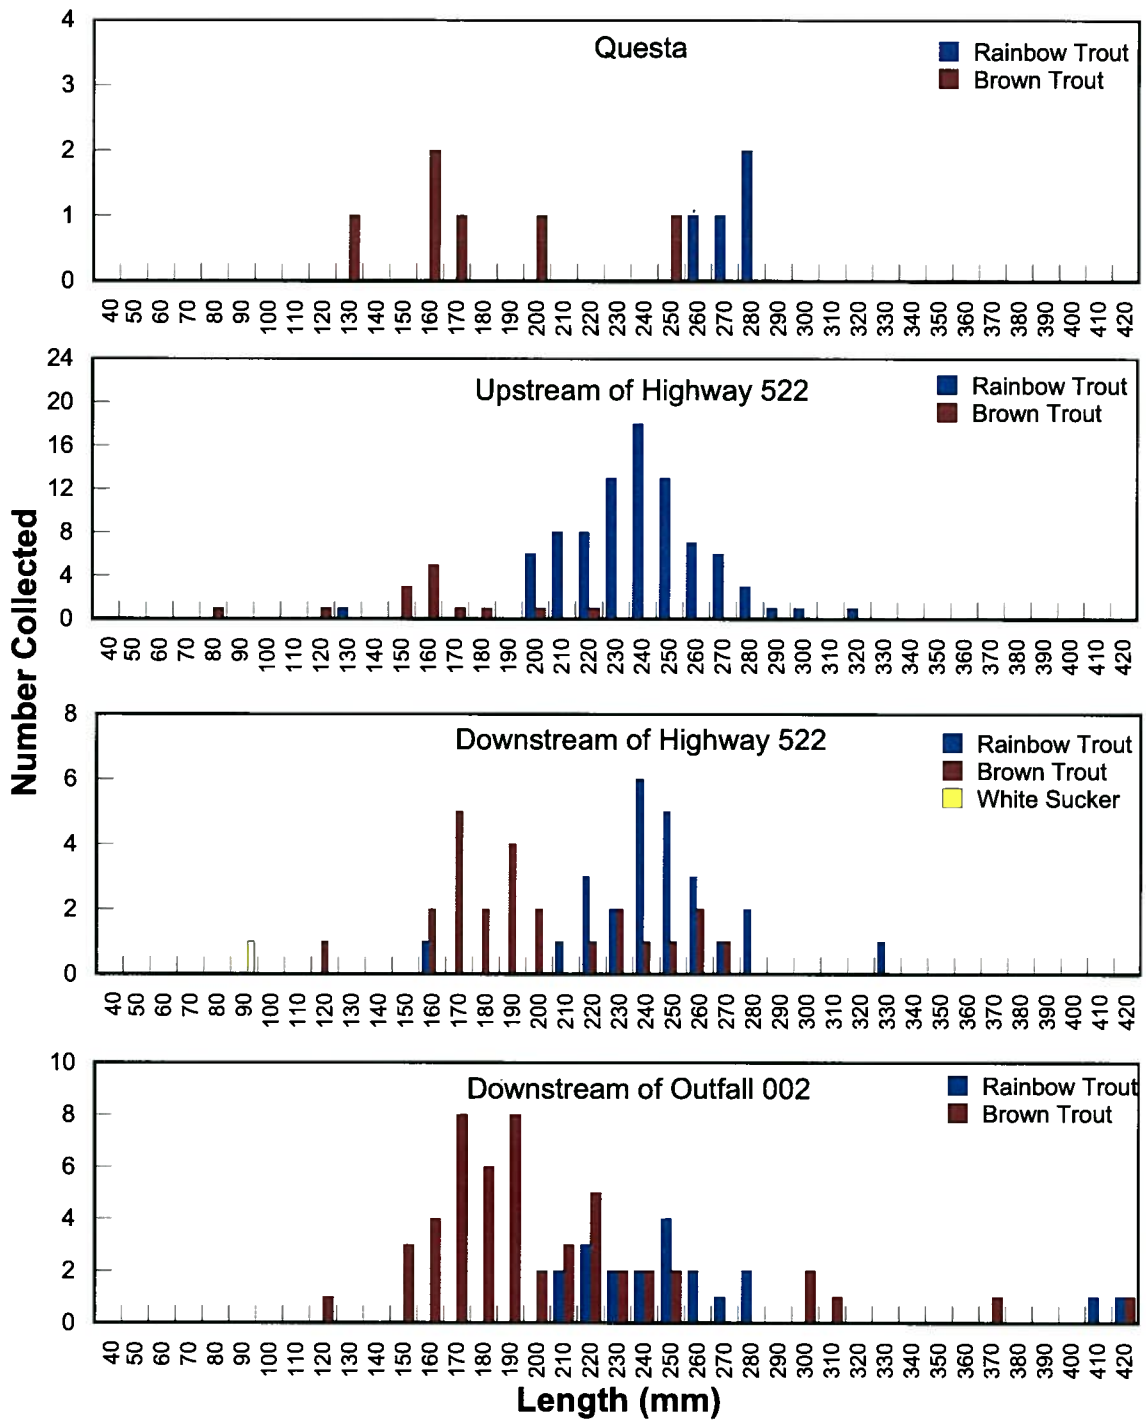 Number Collected
Questa
Rainbow Trout
Brown Trout
4
3
2
1
0
40 50 60 70 80 90 100 110 120 130 140 150 160 170 180 190 200 210 220 230 240 250 260 270 280 290 300 310 320 330 340 350 360 370 380 390 400 410 420
Upstream of Highway 522
Rainbow Trout
Brown Trout
24
20
16
12
8
4
0
40 50 60 70 80 90 100 110 120 130 140 150 160 170 180 190 200 210 220 230 240 250 260 270 280 290 300 310 320 330 340 350 360 370 380 390 400 410 420
Downstream of Highway 522
Rainbow Trout
Brown Trout
White Sucker
8
6
4
2
0
40 50 60 70 80 90 100 110 120 130 140 150 160 170 180 190 200 210 220 230 240 250 260 270 280 290 300 310 320 330 340 350 360 370 380 390 400 410 420
Downstream of Outfall 002
Rainbow Trout
Brown Trout
10
8
6
4
2
0
40 50 60 70 80 90 100 110 120 130 140 150 160 170 180 190 200 210 220 230 240 250 260 270 280 290 300 310 320 330 340 350 360 370 380 390 400 410 420
Length (mm)